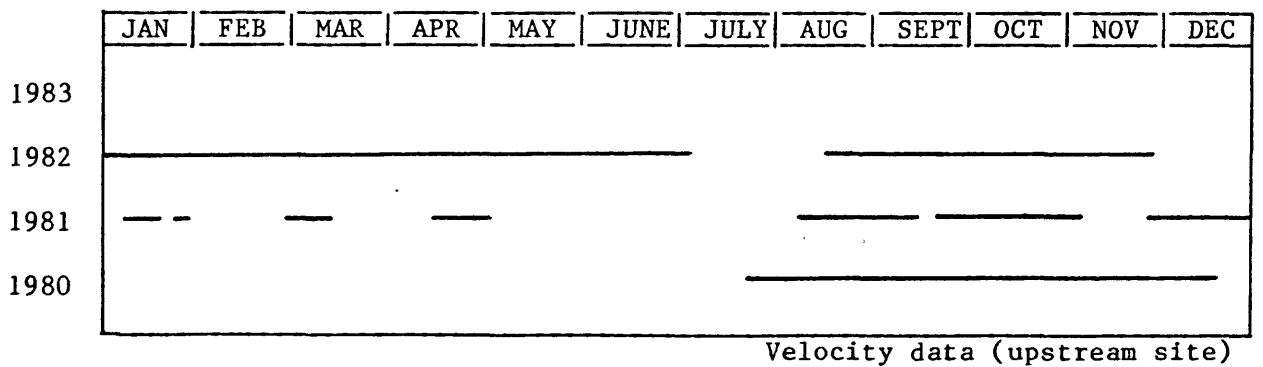 JAN FEB MAR APR MAY JUNE JULY AUG SEPT OCT NOV DEC
1983
1982
1981
1980
Velocity data (upstream site)